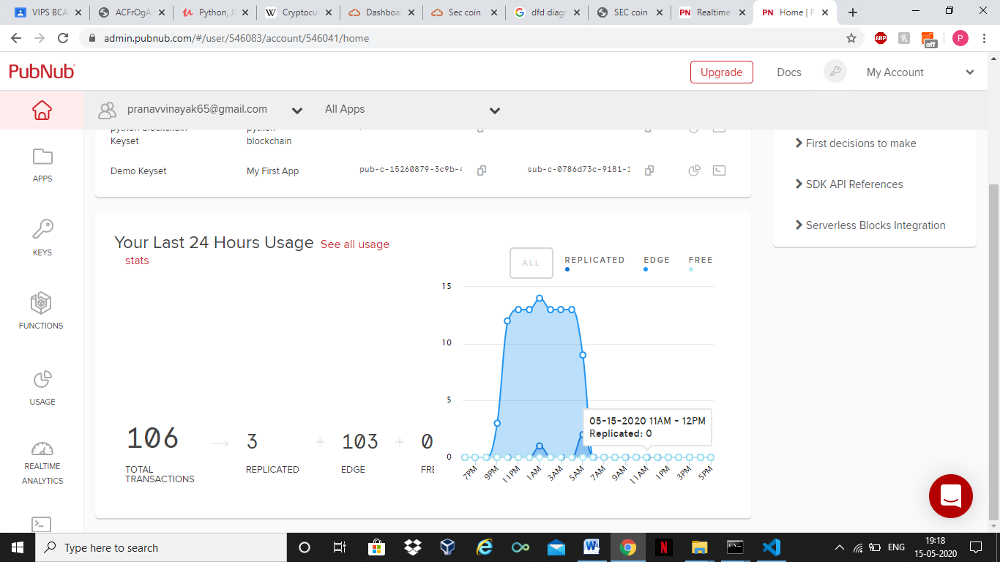 VIPS BCA
ACFrOgA
Python, JS
Cryptocu
Dashboa
Sec coin
dfd diagr
SEC coin
PN Realtime
PN Home | P
admin.pubnub.com/#/user/546083/account/546041/home
ABP
off
P
PubNub
Upgrade
Docs
My Account
pranavvinayak65@gmail.com
All Apps
python-blockchain python-
Keyset blockchain
Demo Keyset My First App pub-c-15260879-3c9b-4 sub-c-0786d73c-9181-1
First decisions to make
SDK API References
Serverless Blocks Integration
APPS
KEYS
FUNCTIONS
USAGE
REALTIME
ANALYTICS
Your Last 24 Hours Usage See all usage
stats
ALL REPLICATED EDGE FREE
15
10
5
0
05-15-2020 11AM - 12PM
Replicated: 0
7PM 9PM 11PM 1AM 3AM 5AM 7AM 9AM 11AM 1PM 3PM 5PM
106 → 3 + 103 + 0
TOTAL
TRANSACTIONS
REPLICATED
EDGE
FRE
Type here to search
ENG
19:18
15-05-2020